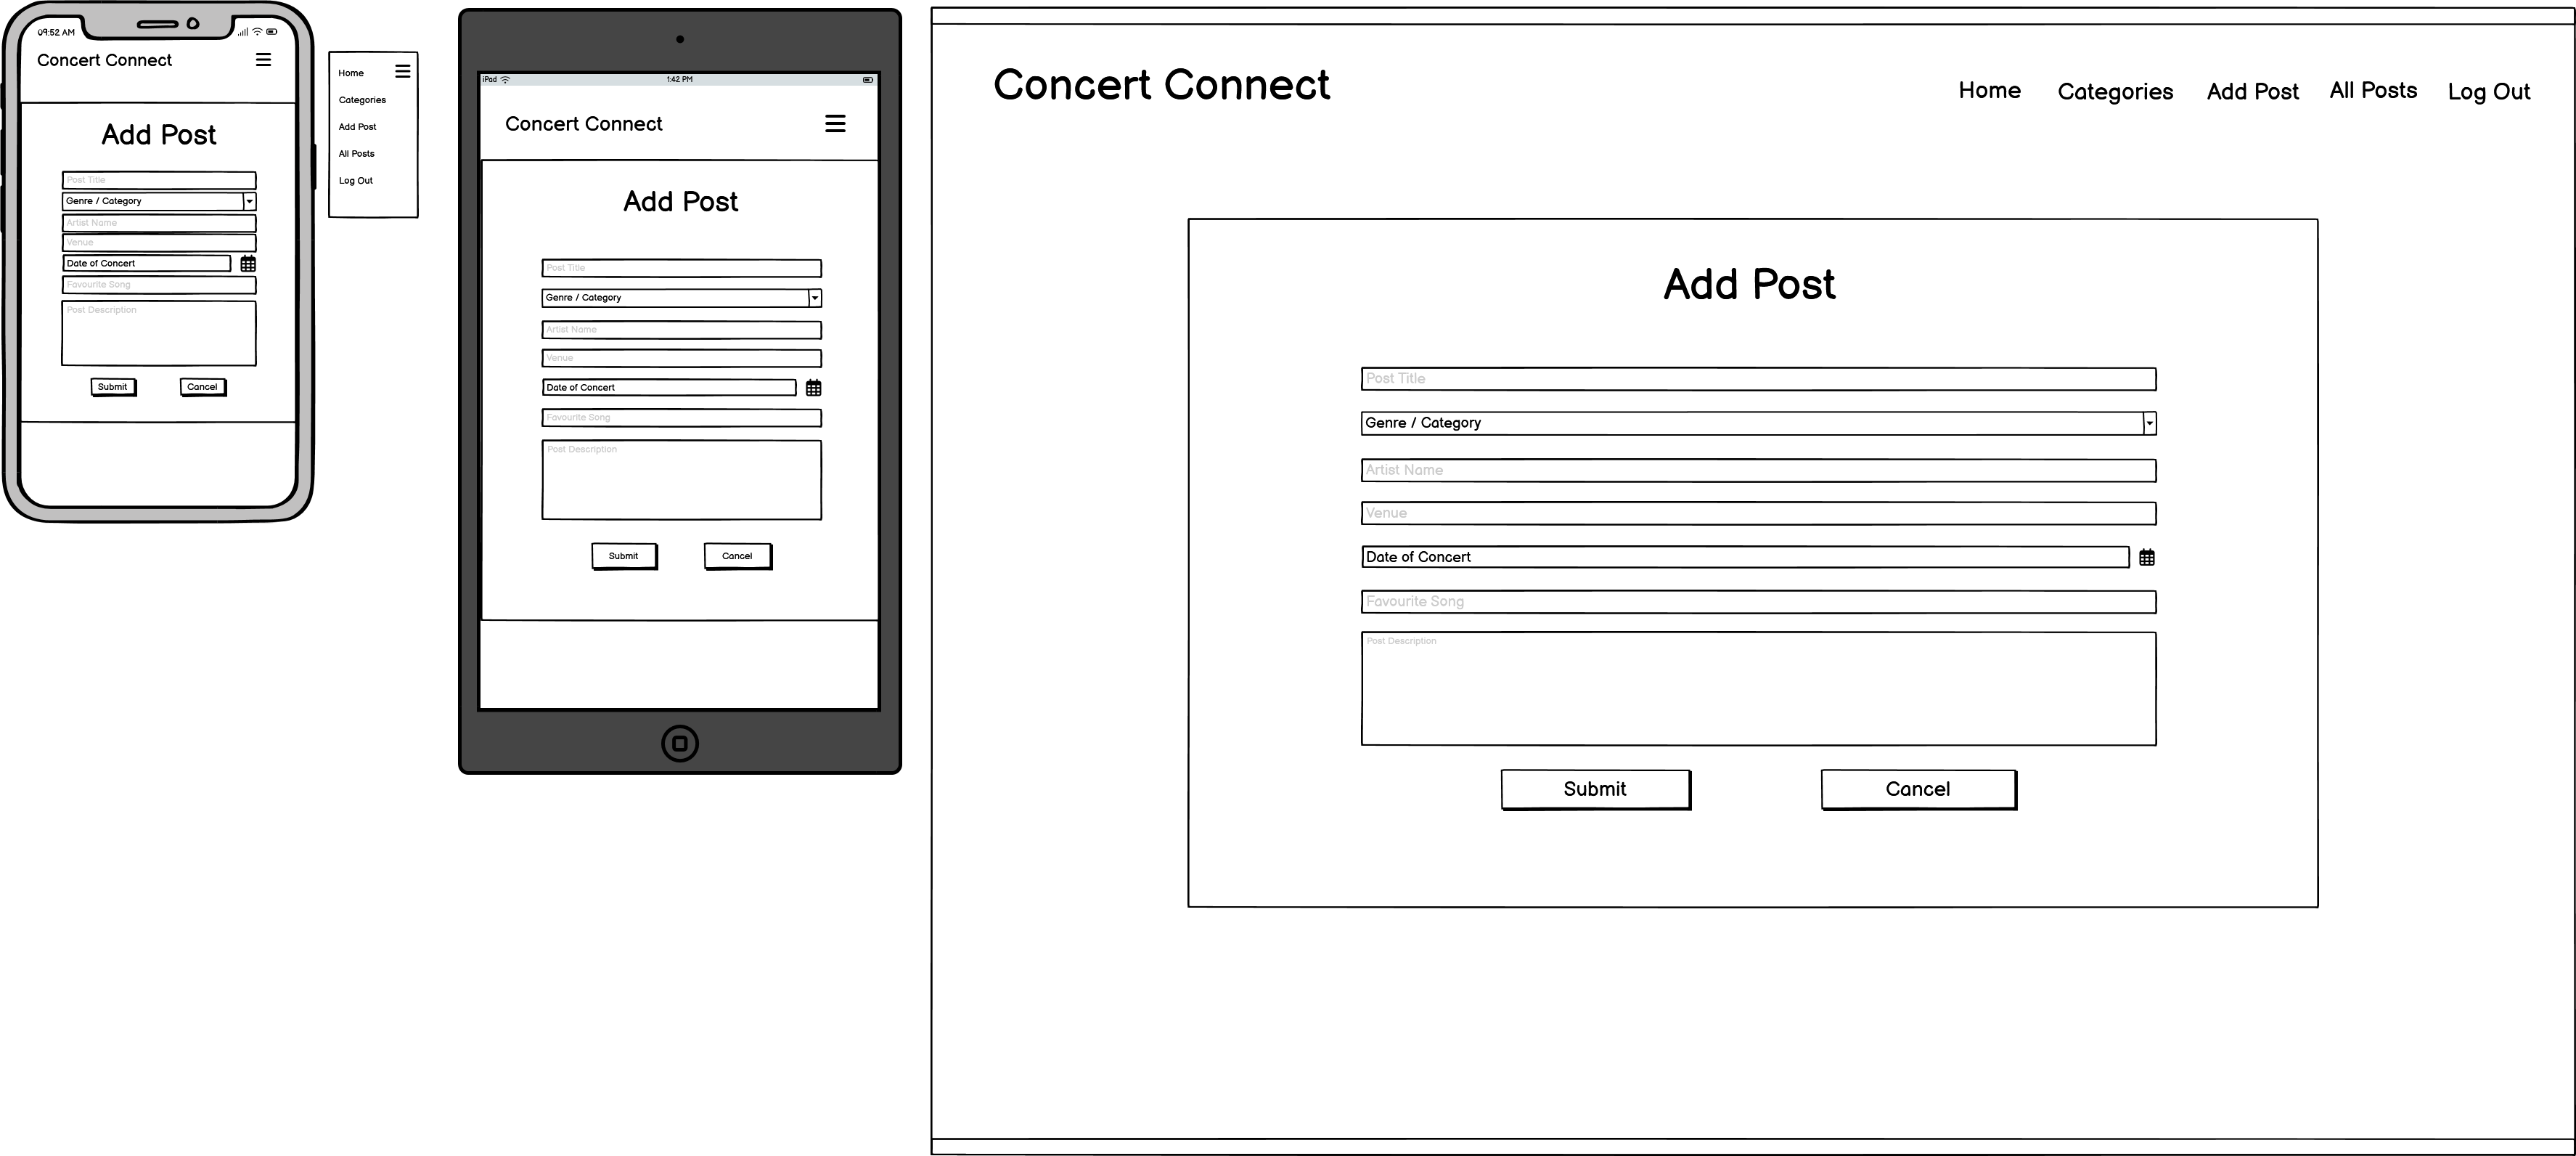 09:52 AM
Concert Connect
Add Post
Post Title
Genre / Category
Artist Name
Venue
Date of Concert
Favourite Song
Post Description
Submit Cancel
Home
Categories
Add Post
All Posts
Log Out
iPad 1:42 PM
Concert Connect
Add Post
Post Title
Genre / Category
Artist Name
Venue
Date of Concert
Favourite Song
Post Description
Submit Cancel
Concert Connect Home Categories Add Post All Posts Log Out
Add Post
Post Title
Genre / Category
Artist Name
Venue
Date of Concert
Favourite Song
Post Description
Submit Cancel